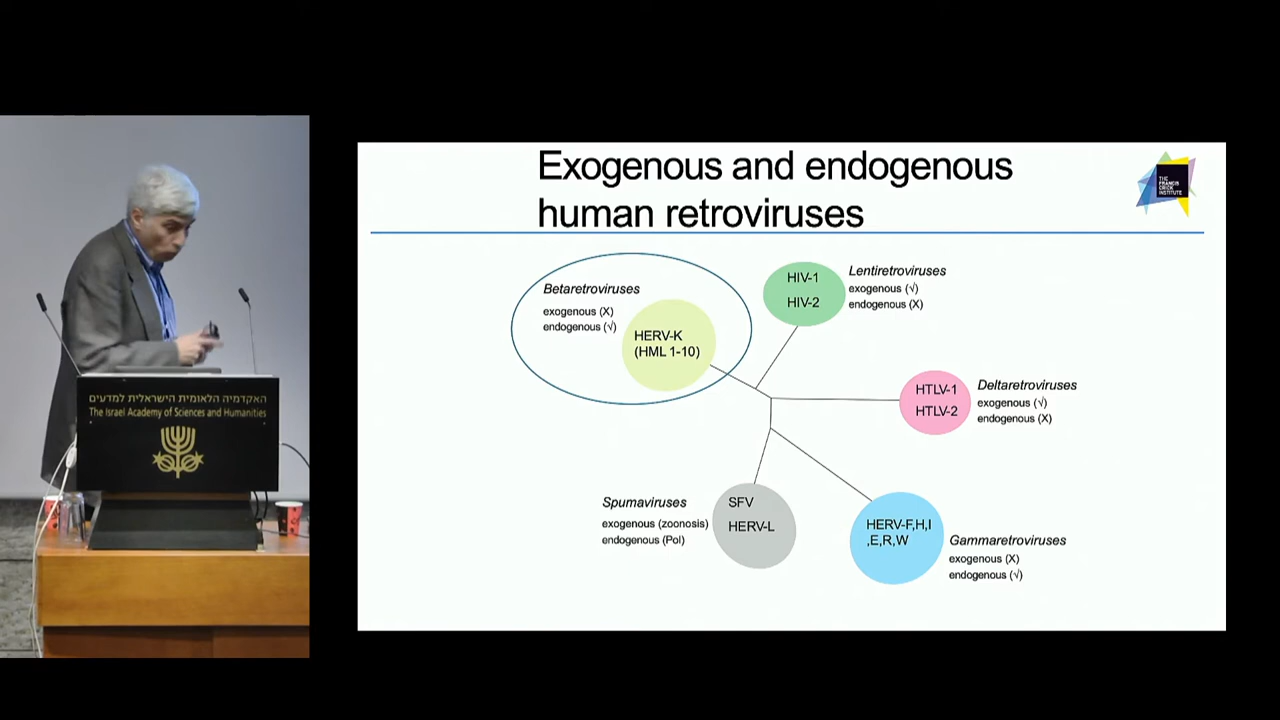 Exogenous and endogenous
human retroviruses
THE
FRANCIS
CRICK
INSTITUTE
Betaretroviruses
exogenous (X)
endogenous (√)
HERV-K
(HML 1-10)
HIV-1
HIV-2
Lentiretroviruses
exogenous (√)
endogenous (X)
HTLV-1
HTLV-2
Deltaretroviruses
exogenous (√)
endogenous (X)
Spumaviruses
exogenous (zoonosis)
endogenous (Pol)
SFV
HERV-L
HERV-F,H,I
,E,R,W
Gammaretroviruses
exogenous (X)
endogenous (√)
האקדמיה הלאומית הישראלית למדעים
The Israel Academy of Sciences and Humanities